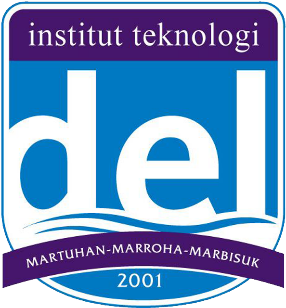 institut teknologi
del
MARTUHAN-MARROHA-MARBISUK
2001